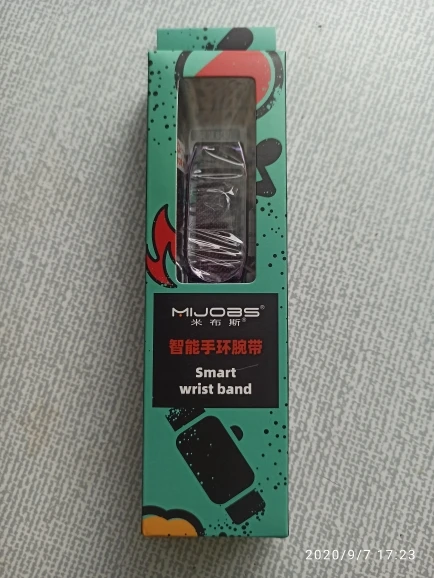 MIJOBS®
米布斯®
智能手环腕带
Smart
wrist band
2020/9/7 17:23